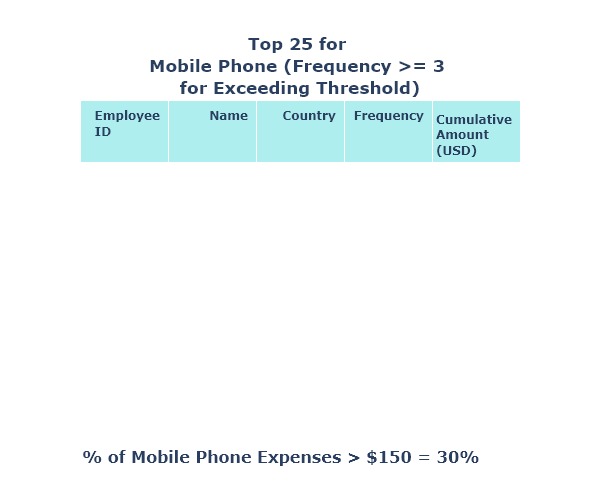 Top 25 for
Mobile Phone (Frequency >= 3
for Exceeding Threshold)
Employee ID Name Country Frequency Cumulative Amount (USD)
% of Mobile Phone Expenses > $150 = 30%